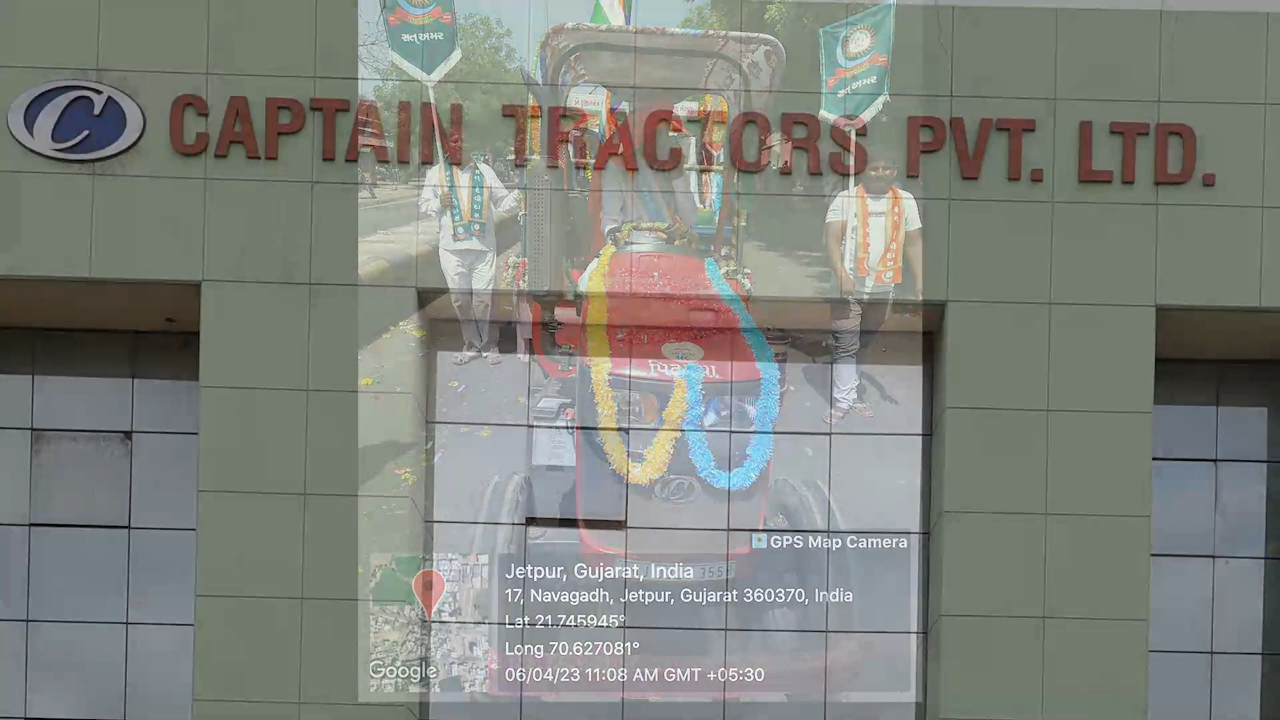 સત્ અમર
સત્ અમર
C CAPTAIN TRACTORS PVT. LTD.
GPS Map Camera
Jetpur, Gujarat, India
17, Navagadh, Jetpur, Gujarat 360370, India
Lat 21.745945°
Long 70.627081°
06/04/23 11:08 AM GMT +05:30
Google